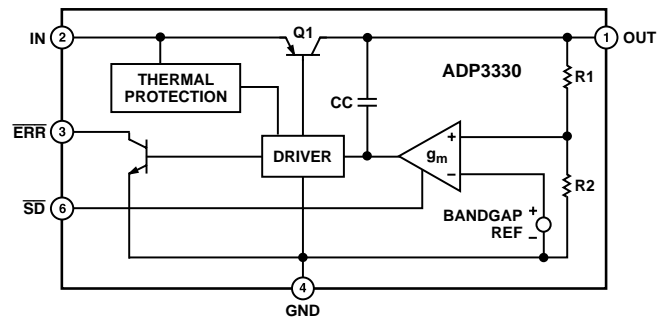 IN
2
Q1
1
OUT
THERMAL
PROTECTION
ADP3330
R1
CC
ERR
3
DRIVER
+
gm
−
R2
SD
6
BANDGAP
REF
+
−
4
GND